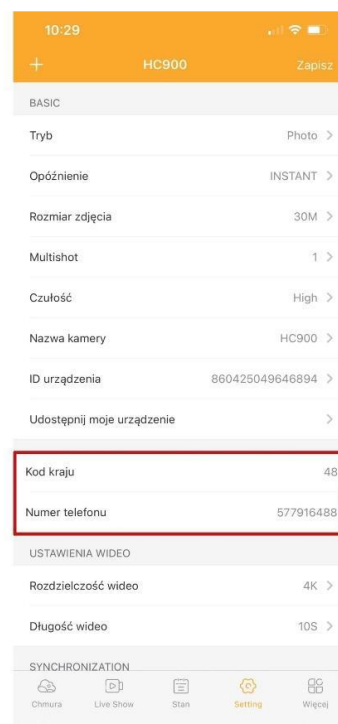 10:29
HC900 Zapisz
BASIC
Tryb Photo
Opóźnienie INSTANT
Rozmiar zdjęcia 30M
Multishot 1
Czułość High
Nazwa kamery HC900
ID urządzenia 860425049646894
Udostępnij moje urządzenie
Kod kraju 48
Numer telefonu 577916488
USTAWIENIA WIDEO
Rozdzielczość wideo 4K
Długość wideo 10S
SYNCHRONIZATION
Chmura Live Show Stan Setting Więcej